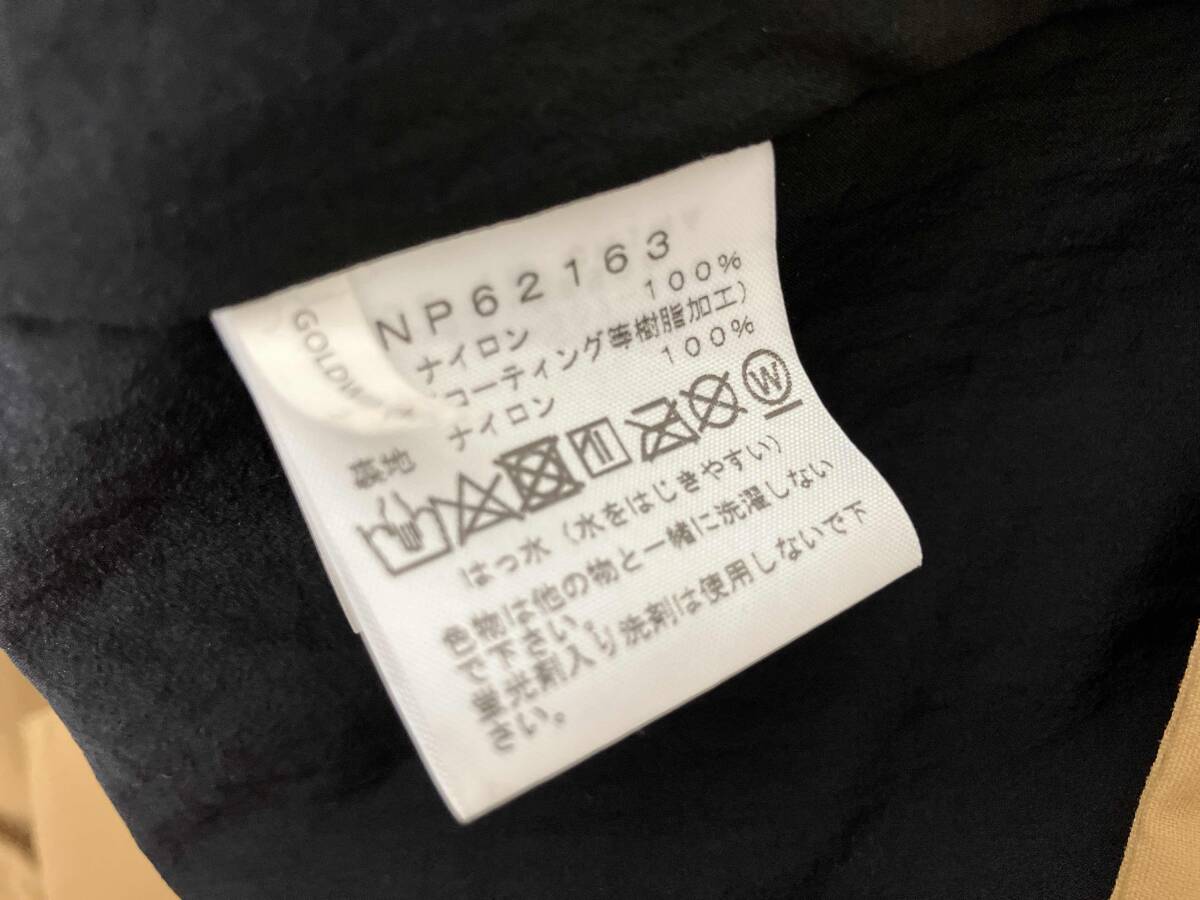 GOLDWIN
NP62163
ナイロン 100%
コーティング等樹脂加工)
ナイロン 100%
W
はっ水(水をはじきやすい)
色物は他の物と一緒に洗濯しない
で下さい。
蛍光剤入り洗剤は使用しないで下
さい。